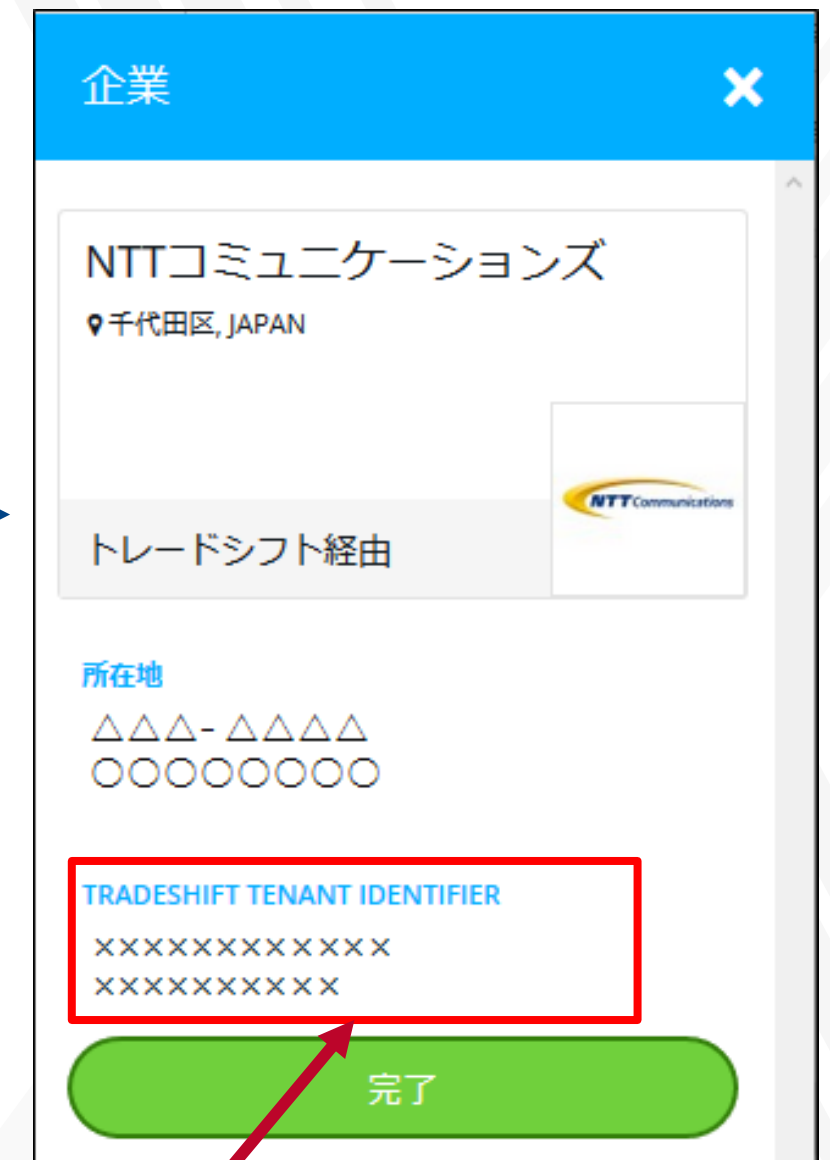 企業
NTTコミュニケーションズ
千代田区, JAPAN
NTT Communications
トレードシフト経由
所在地
△△△-△△△△
○○○○○○○○
TRADESHIFT TENANT IDENTIFIER
××××××××××××
××××××××××
完了